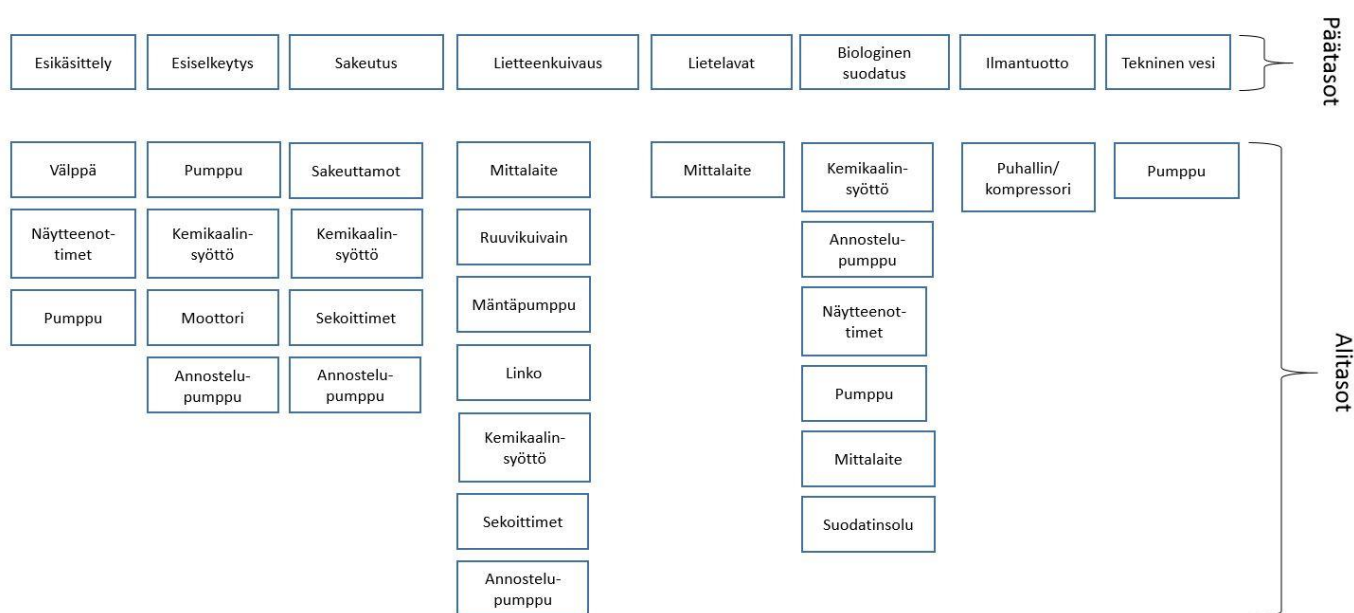 Päätasot
Esikäsittely
Esiselkeytys
Sakeutus
Lietteenkuivaus
Lietelavat
Biologinen
suodatus
Ilmantuotto
Tekninen vesi
Alitasot
Välppä
Näytteenot-
timet
Pumppu
Pumppu
Kemikaalin-
syöttö
Moottori
Annostelu-
pumppu
Sakeuttamot
Kemikaalin-
syöttö
Sekoittimet
Annostelu-
pumppu
Mittalaite
Ruuvikuivain
Mäntäpumppu
Linko
Kemikaalin-
syöttö
Sekoittimet
Annostelu-
pumppu
Mittalaite
Kemikaalin-
syöttö
Annostelu-
pumppu
Näytteenot-
timet
Pumppu
Mittalaite
Suodatinsolu
Puhallin/
kompressori
Pumppu